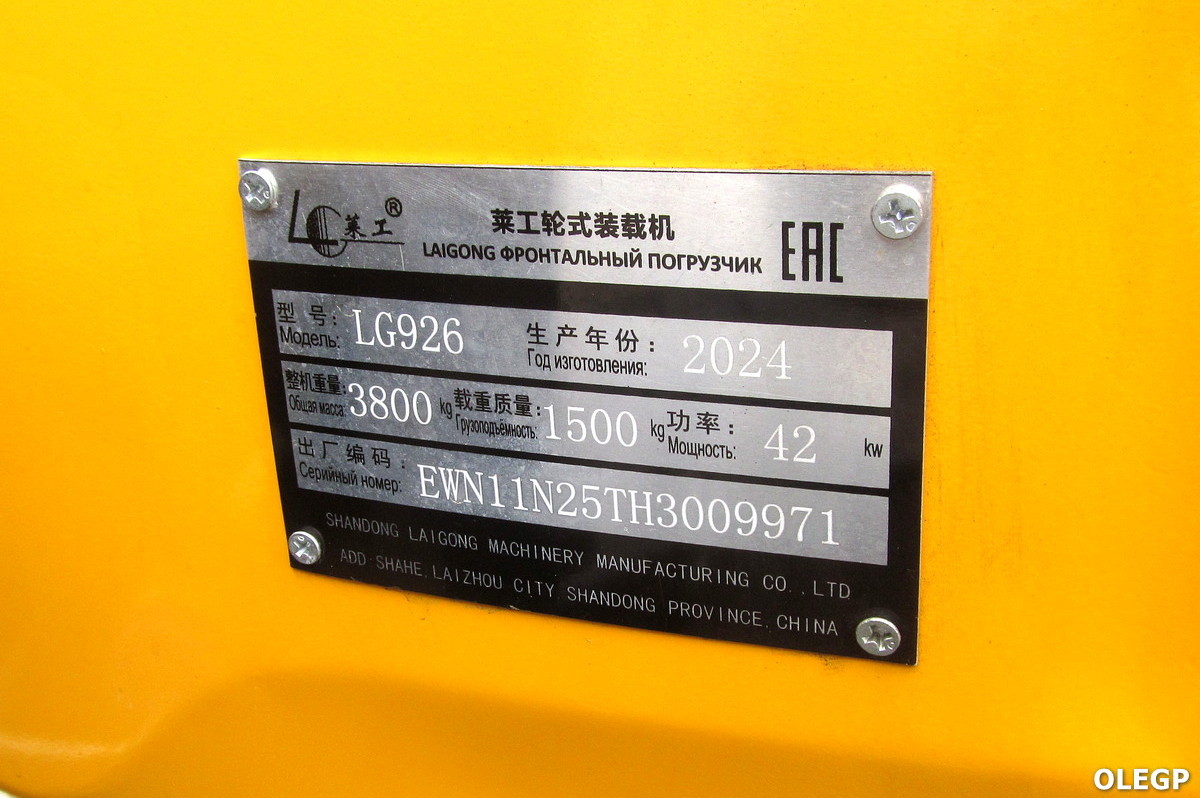 LG 莱工 ®
莱工轮式装载机
LAIGONG ФРОНТАЛЬНЫЙ ПОГРУЗЧИК
EAC
型号: LG926 生产年份: 2024
Модель: Год изготовления:
整机重量: 3800 kg 载重质量: 1500 kg 功率: 42 kw
Общая масса: Грузоподъёмность: Мощность:
出厂编码: EWN11N25TH3009971
Серийный номер:
SHANDONG LAIGONG MACHINERY MANUFACTURING CO.,LTD
ADD:SHAHE,LAIZHOU CITY SHANDONG PROVINCE,CHINA
OLEGP